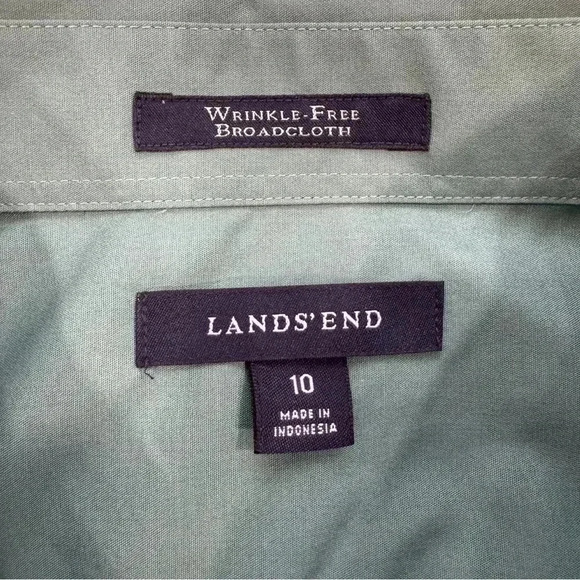 WRINKLE-FREE
BROADCLOTH
LANDS' END
10
MADE IN
INDONESIA